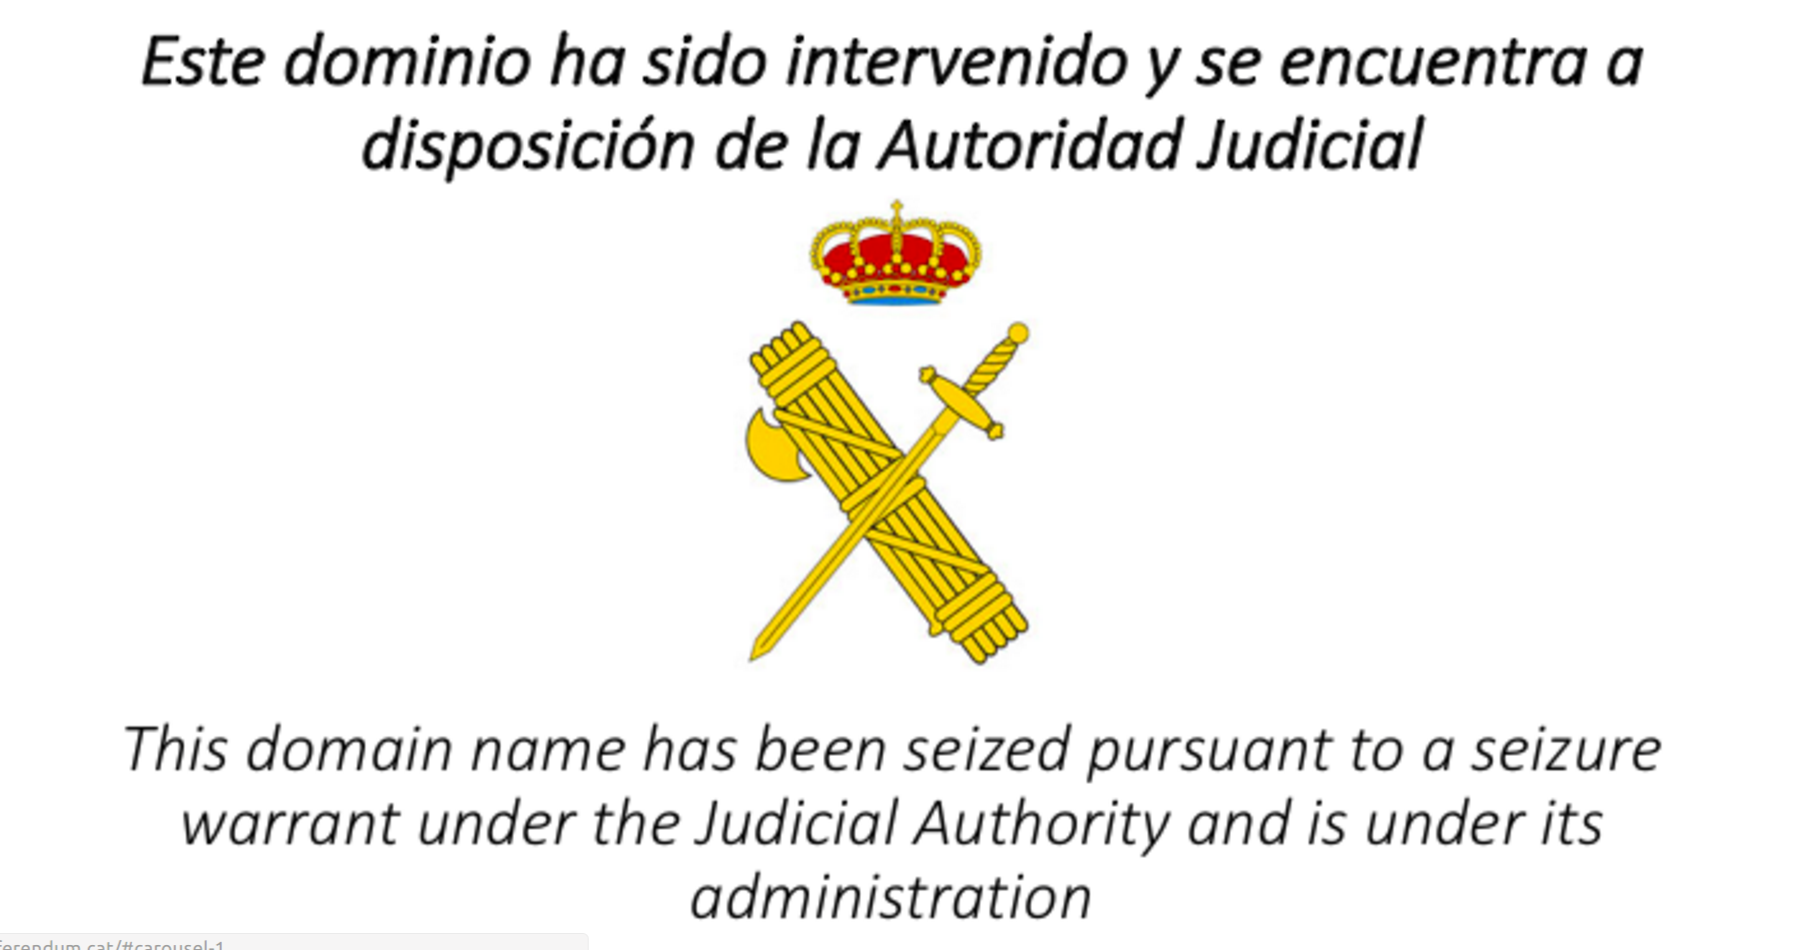 Este dominio ha sido intervenido y se encuentra a
disposición de la Autoridad Judicial
This domain name has been seized pursuant to a seizure
warrant under the Judicial Authority and is under its
administration
ferendum.cat/#carousel-1